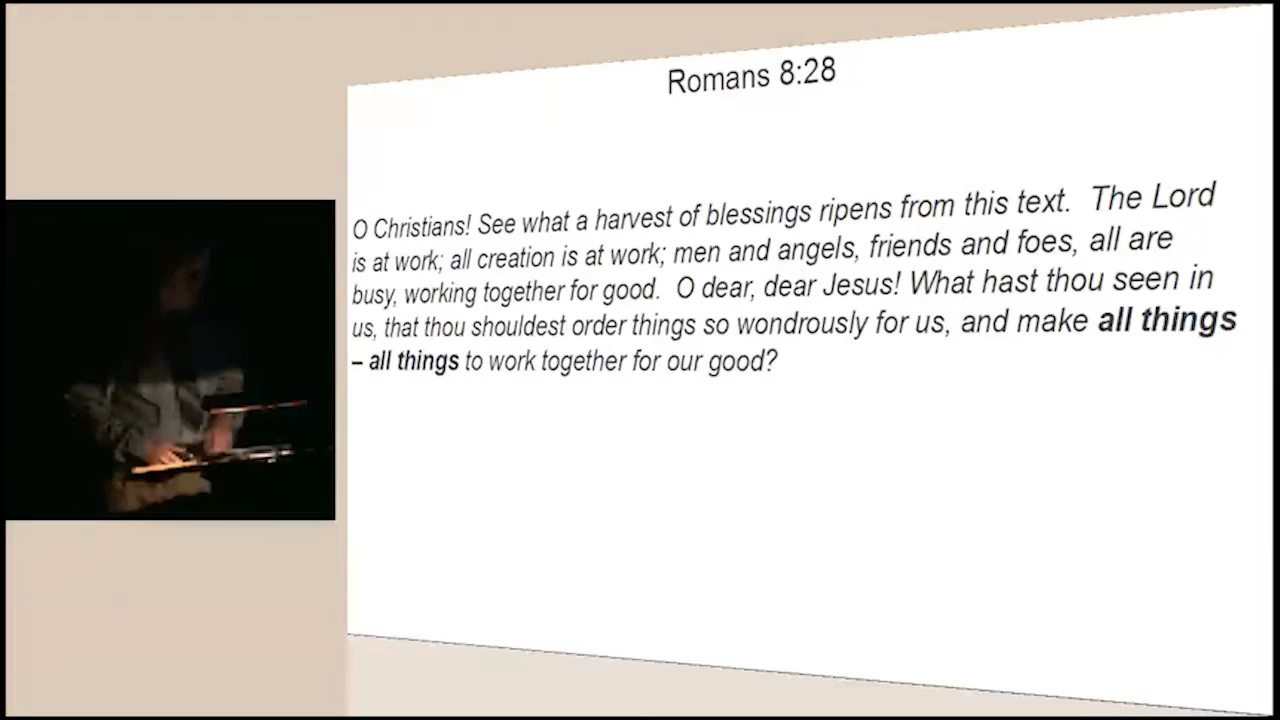 Romans 8:28
O Christians! See what a harvest of blessings ripens from this text. The Lord
is at work; all creation is at work; men and angels, friends and foes, all are
busy, working together for good. O dear, dear Jesus! What hast thou seen in
us, that thou shouldest order things so wondrously for us, and make all things
– all things to work together for our good?